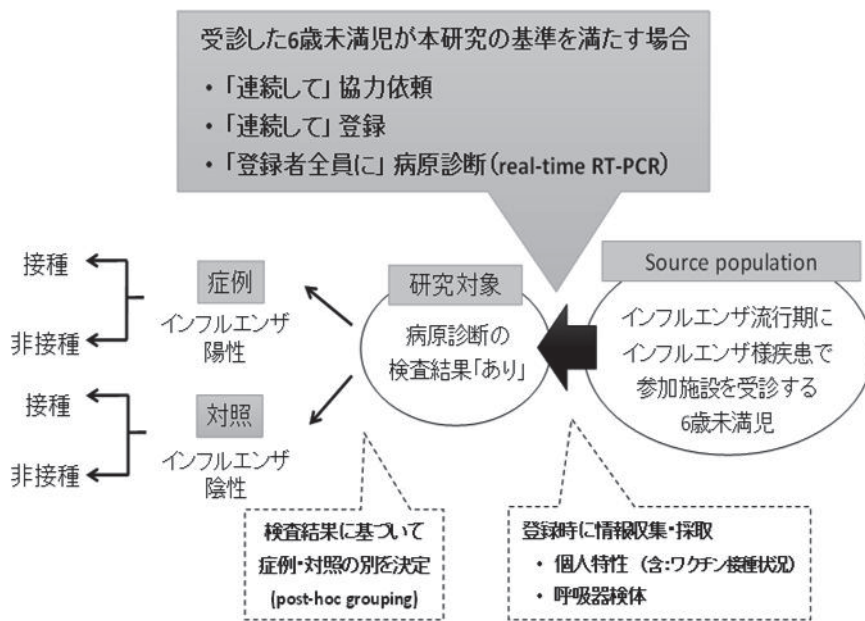 受診した6歳未満児が本研究の基準を満たす場合
・「連続して」協力依頼
・「連続して」登録
・「登録者全員に」病原診断(real-time RT-PCR)
Source population
インフルエンザ流行期に
インフルエンザ様疾患で
参加施設を受診する
6歳未満児
研究対象
病原診断の
検査結果「あり」
症例
インフルエンザ
陽性
接種
非接種
対照
インフルエンザ
陰性
接種
非接種
検査結果に基づいて
症例・対照の別を決定
(post-hoc grouping)
登録時に情報収集・採取
・ 個人特性 (含:ワクチン接種状況)
・ 呼吸器検体